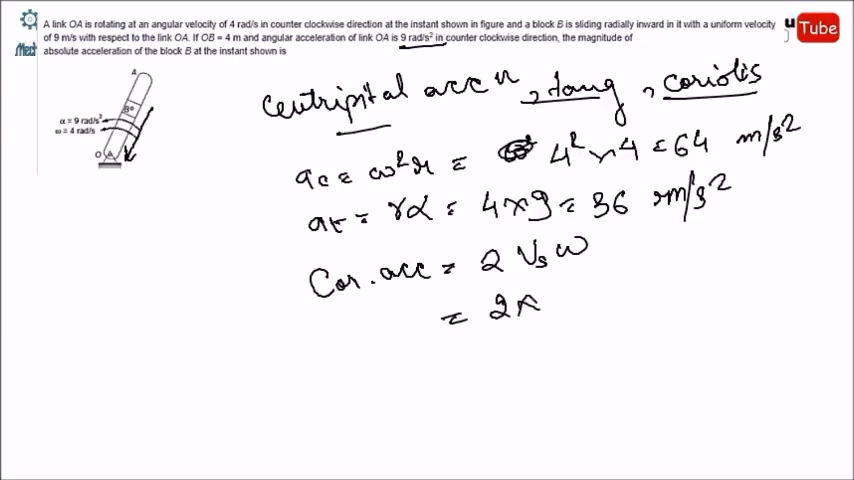 A link OA is rotating at an angular velocity of 4 rad/s in counter clockwise direction at the instant shown in figure and a block B is sliding radially inward in it with a uniform velocity
of 9 m/s with respect to the link OA. If OB = 4 m and angular acceleration of link OA is 9 rad/s² in counter clockwise direction, the magnitude of
absolute acceleration of the block B at the instant shown is
u
Tube
Mech
A
B
α = 9 rad/s²
ω = 4 rad/s
O
Centripital accⁿ, tang, coriolis
ac = ω²r = 4² × 4 = 64 m/s²
at = rα = 4×9 = 36 m/s²
Cor. acc = 2 Vs ω
= 2×